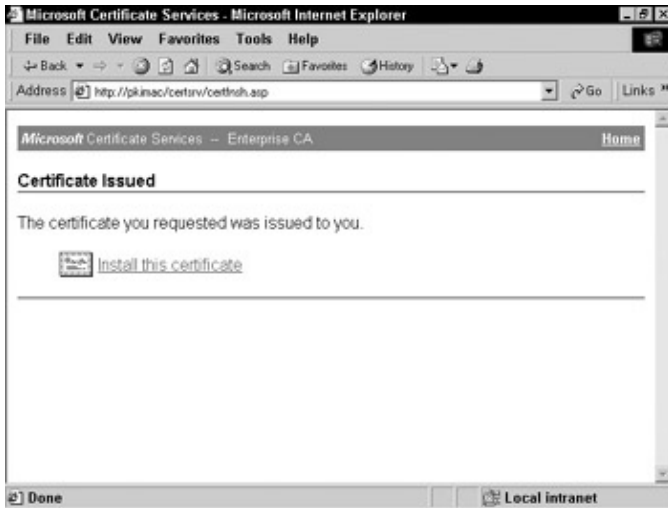 Microsoft Certificate Services - Microsoft Internet Explorer
File Edit View Favorites Tools Help
Back Search Favorites History
Address http://pkimac/certsrv/certfnsh.asp Go Links »
Microsoft Certificate Services -- Enterprise CA Home
Certificate Issued
The certificate you requested was issued to you.
Install this certificate
Done Local intranet